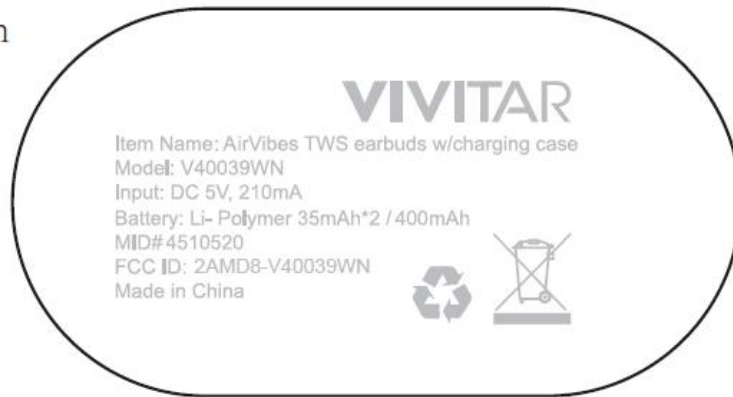 VIVITAR
Item Name: AirVibes TWS earbuds w/charging case
Model: V40039WN
Input: DC 5V, 210mA
Battery: Li- Polymer 35mAh*2 / 400mAh
MID#4510520
FCC ID: 2AMD8-V40039WN
Made in China